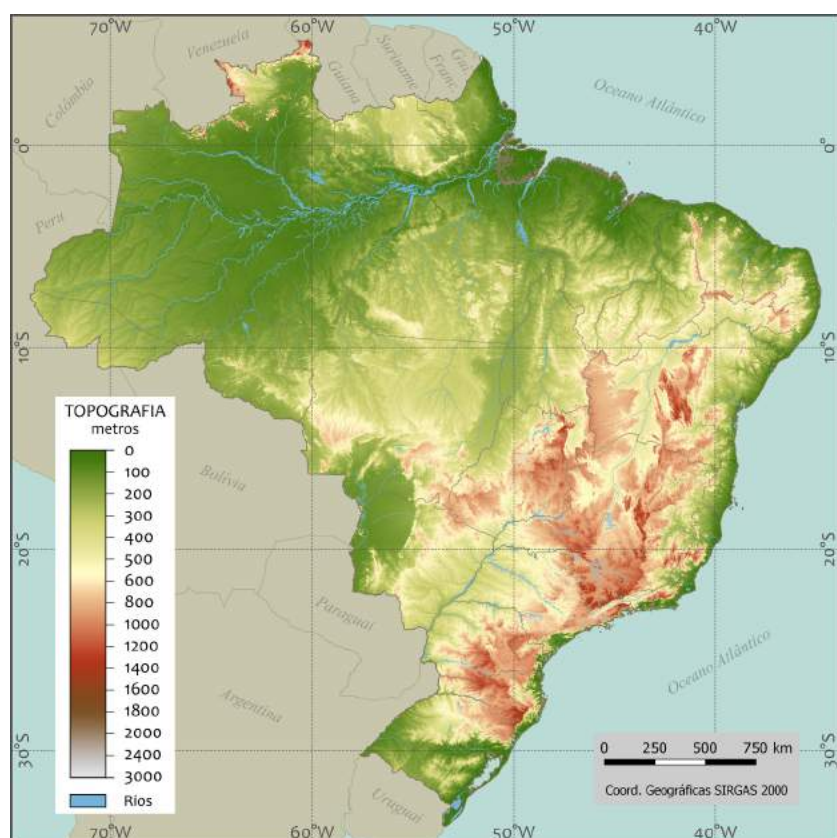 70°W
60°W
50°W
40°W
Venezuela
Colômbia
Guiana
Suriname
Gui.
Franc.
Oceano Atlântico
0°
0°
Peru
10°S
10°S
TOPOGRAFIA
metros
0
100
200
300
400
500
600
800
1000
1200
1400
1600
1800
2000
2400
3000
Rios
Bolívia
20°S
20°S
Paraguai
Oceano Atlântico
Argentina
30°S
30°S
0 250 500 750 km
Coord. Geográficas SIRGAS 2000
Uruguai
70°W
60°W
50°W
40°W